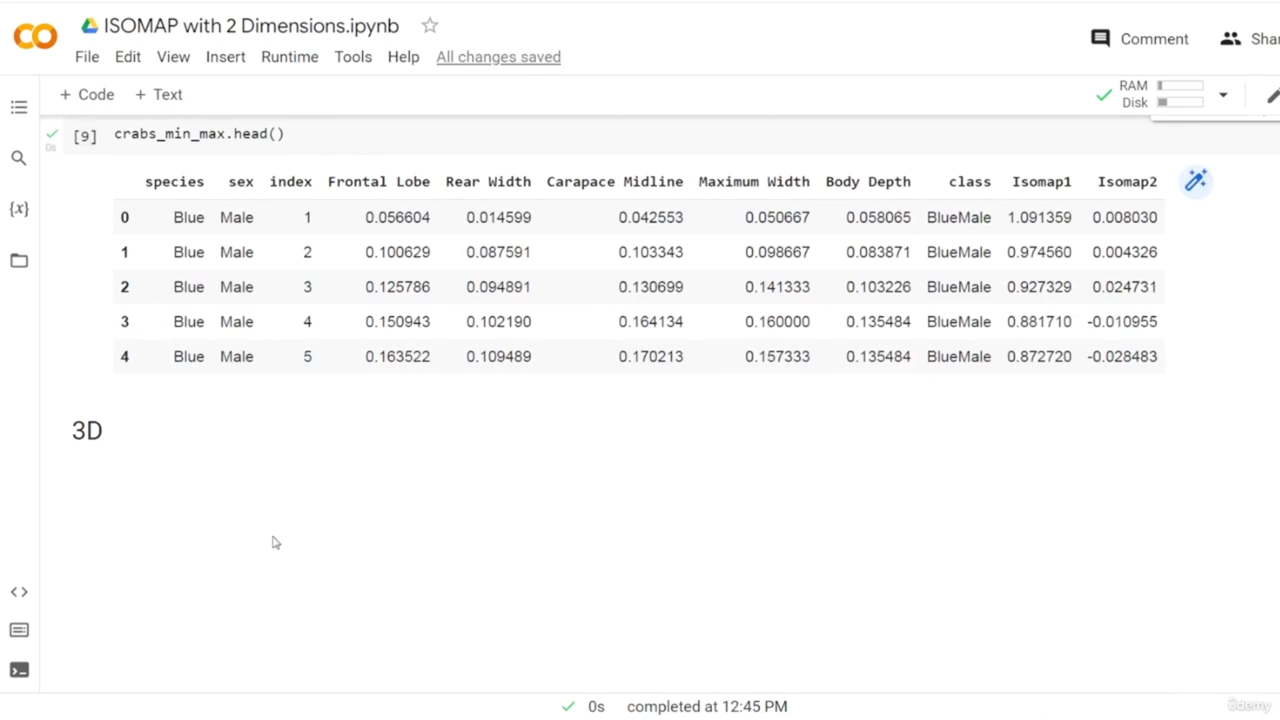 ISOMAP with 2 Dimensions.ipynb
Comment
File Edit View Insert Runtime Tools Help All changes saved
+ Code + Text
RAM
Disk
[9] crabs_min_max.head()
0s
species sex index Frontal Lobe Rear Width Carapace Midline Maximum Width Body Depth class Isomap1 Isomap2
0 Blue Male 1 0.056604 0.014599 0.042553 0.050667 0.058065 BlueMale 1.091359 0.008030
1 Blue Male 2 0.100629 0.087591 0.103343 0.098667 0.083871 BlueMale 0.974560 0.004326
2 Blue Male 3 0.125786 0.094891 0.130699 0.141333 0.103226 BlueMale 0.927329 0.024731
3 Blue Male 4 0.150943 0.102190 0.164134 0.160000 0.135484 BlueMale 0.881710 -0.010955
4 Blue Male 5 0.163522 0.109489 0.170213 0.157333 0.135484 BlueMale 0.872720 -0.028483
3D
0s completed at 12:45 PM
ûdemy